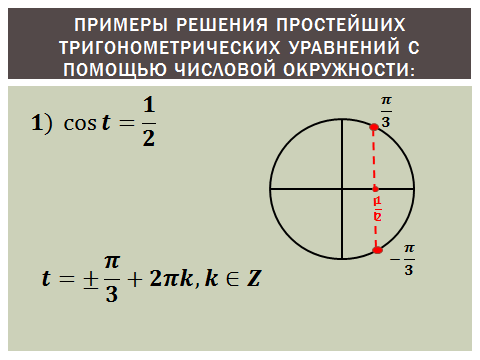 ПРИМЕРЫ РЕШЕНИЯ ПРОСТЕЙШИХ
ТРИГОНОМЕТРИЧЕСКИХ УРАВНЕНИЙ С
ПОМОЩЬЮ ЧИСЛОВОЙ ОКРУЖНОСТИ:
1) cos t = 1/2
π/3
1/2
−π/3
t = ± π/3 + 2πk, k ∈ Z